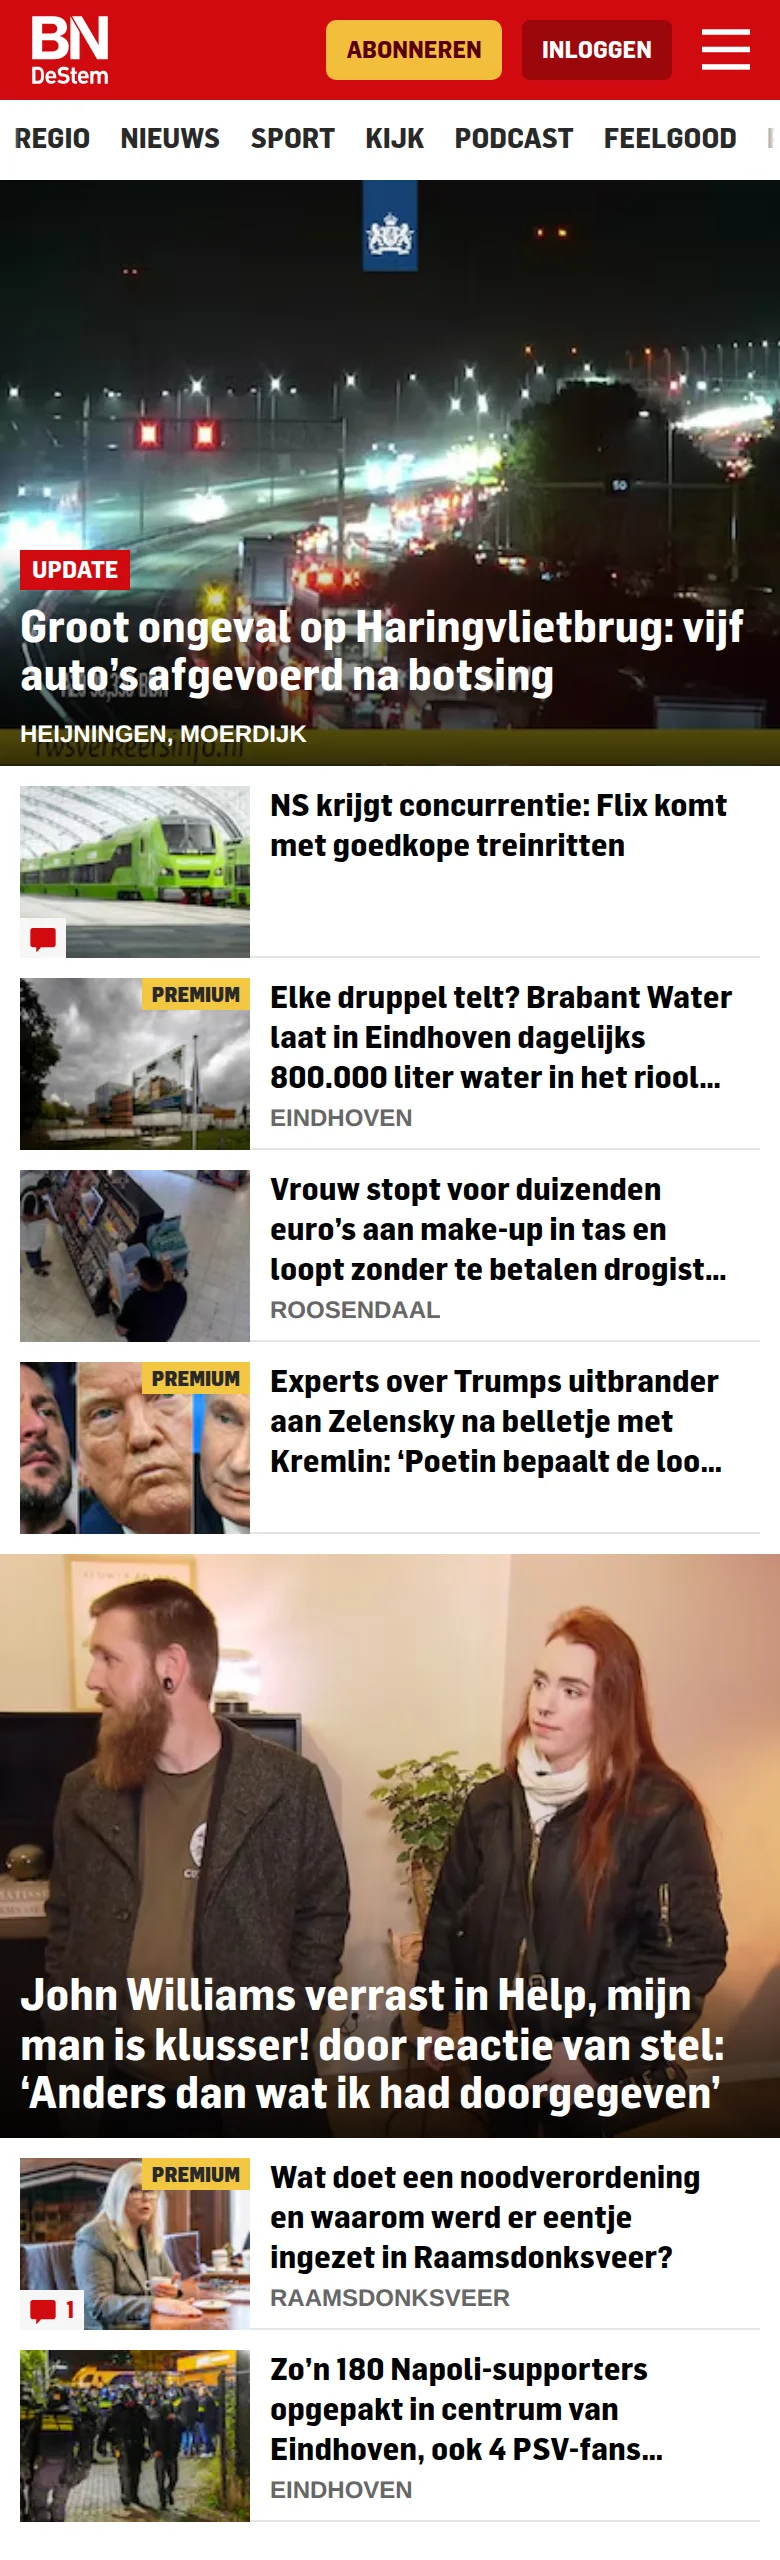 BN
DeStem
ABONNEREN
INLOGGEN
REGIO NIEUWS SPORT KIJK PODCAST FEELGOOD
50
UPDATE
Groot ongeval op Haringvlietbrug: vijf
auto’s afgevoerd na botsing
HEIJNINGEN, MOERDIJK
rwsverkeersinfo.nl
NS krijgt concurrentie: Flix komt
met goedkope treinritten
PREMIUM
Elke druppel telt? Brabant Water
laat in Eindhoven dagelijks
800.000 liter water in het riool...
EINDHOVEN
Vrouw stopt voor duizenden
euro’s aan make-up in tas en
loopt zonder te betalen drogist...
ROOSENDAAL
PREMIUM
Experts over Trumps uitbrander
aan Zelensky na belletje met
Kremlin: ‘Poetin bepaalt de loo...
John Williams verrast in Help, mijn
man is klusser! door reactie van stel:
‘Anders dan wat ik had doorgegeven’
PREMIUM
1
Wat doet een noodverordening
en waarom werd er eentje
ingezet in Raamsdonksveer?
RAAMSDONKSVEER
Zo’n 180 Napoli-supporters
opgepakt in centrum van
Eindhoven, ook 4 PSV-fans...
EINDHOVEN